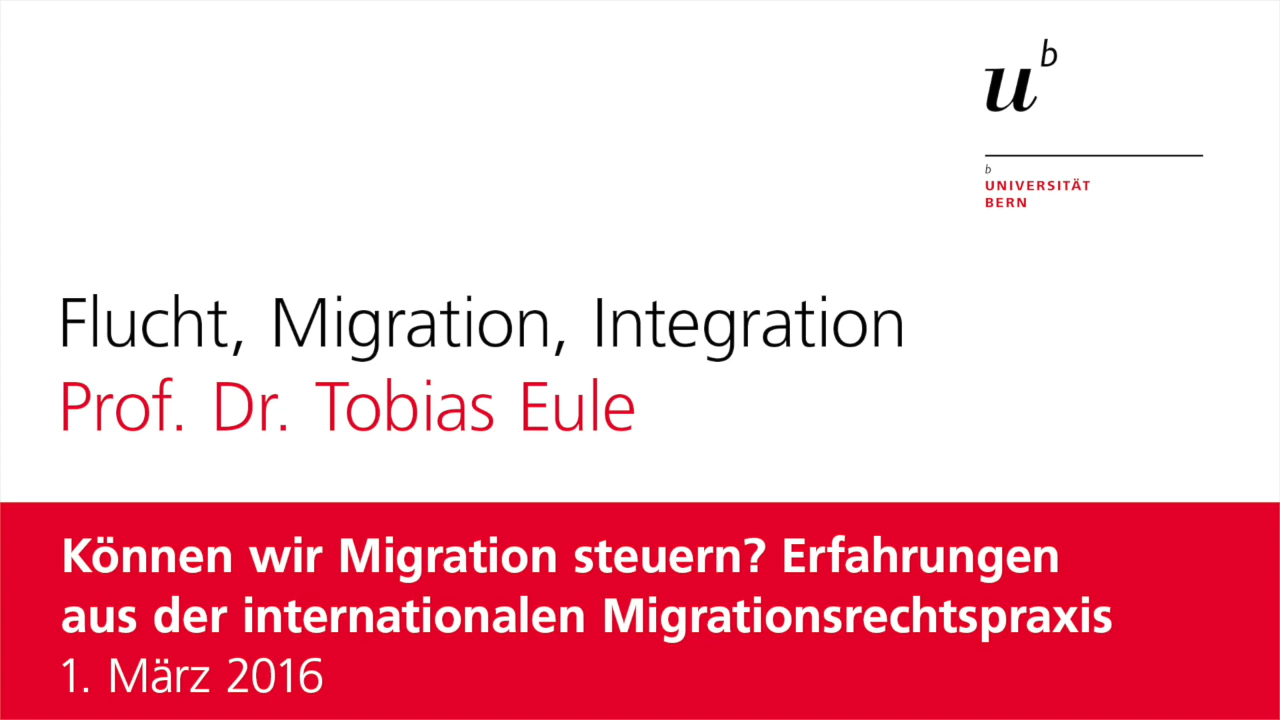 u b
b
UNIVERSITÄT
BERN
Flucht, Migration, Integration
Prof. Dr. Tobias Eule
Können wir Migration steuern? Erfahrungen
aus der internationalen Migrationsrechtspraxis
1. März 2016